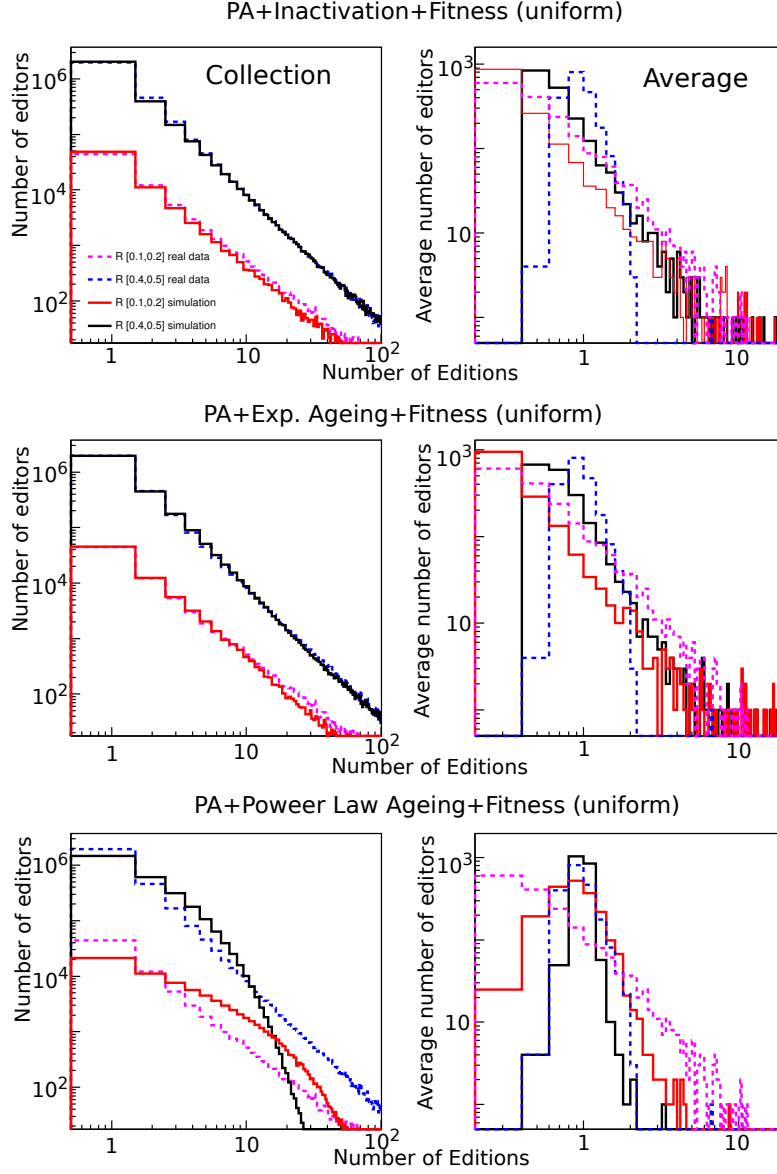 PA+Inactivation+Fitness (uniform)
Number of editors
10^6
10^4
10^2
Collection
R [0.1,0.2] real data
R [0.4,0.5] real data
R [0.1,0.2] simulation
R [0.4,0.5] simulation
1
10
10^2
Average number of editors
10^3
10
Average
1
10
Number of Editions
PA+Exp. Ageing+Fitness (uniform)
Number of editors
10^6
10^4
10^2
1
10
10^2
Average number of editors
10^3
10
1
10
Number of Editions
PA+Poweer Law Ageing+Fitness (uniform)
Number of editors
10^6
10^4
10^2
1
10
10^2
Average number of editors
10^3
10
1
10
Number of Editions